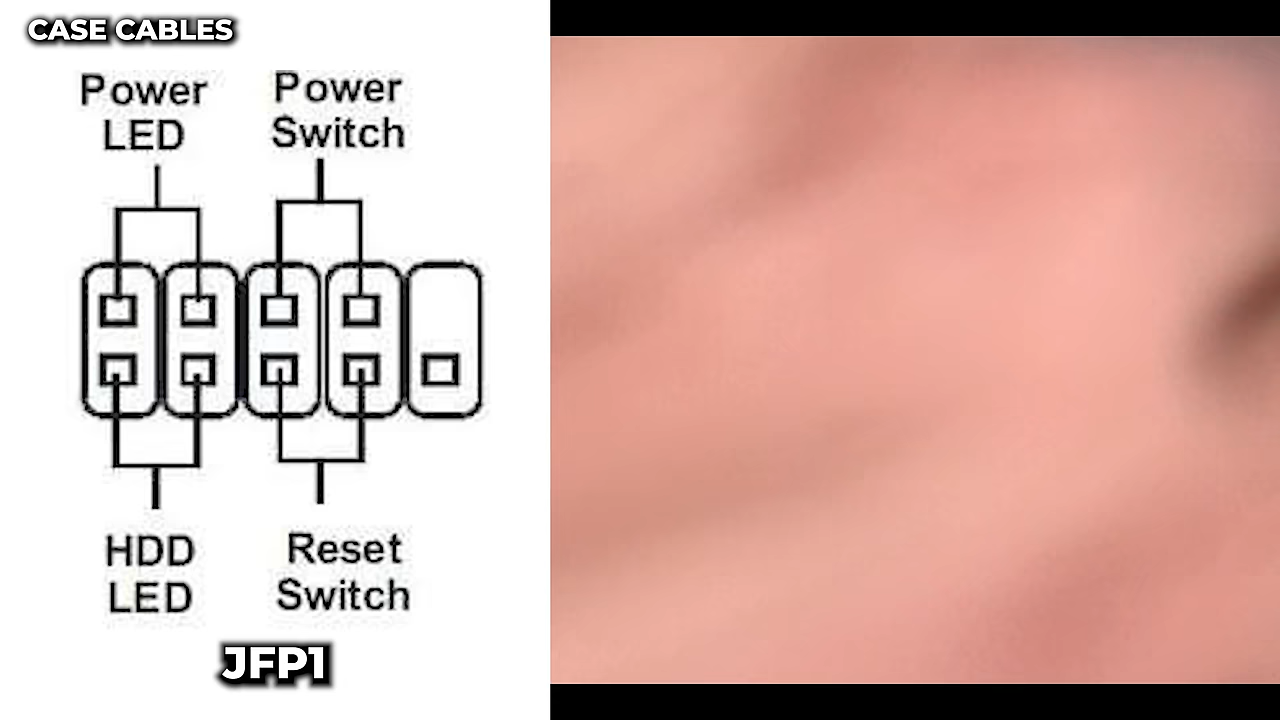 CASE CABLES
Power
LED
Power
Switch
HDD
LED
Reset
Switch
JFP1